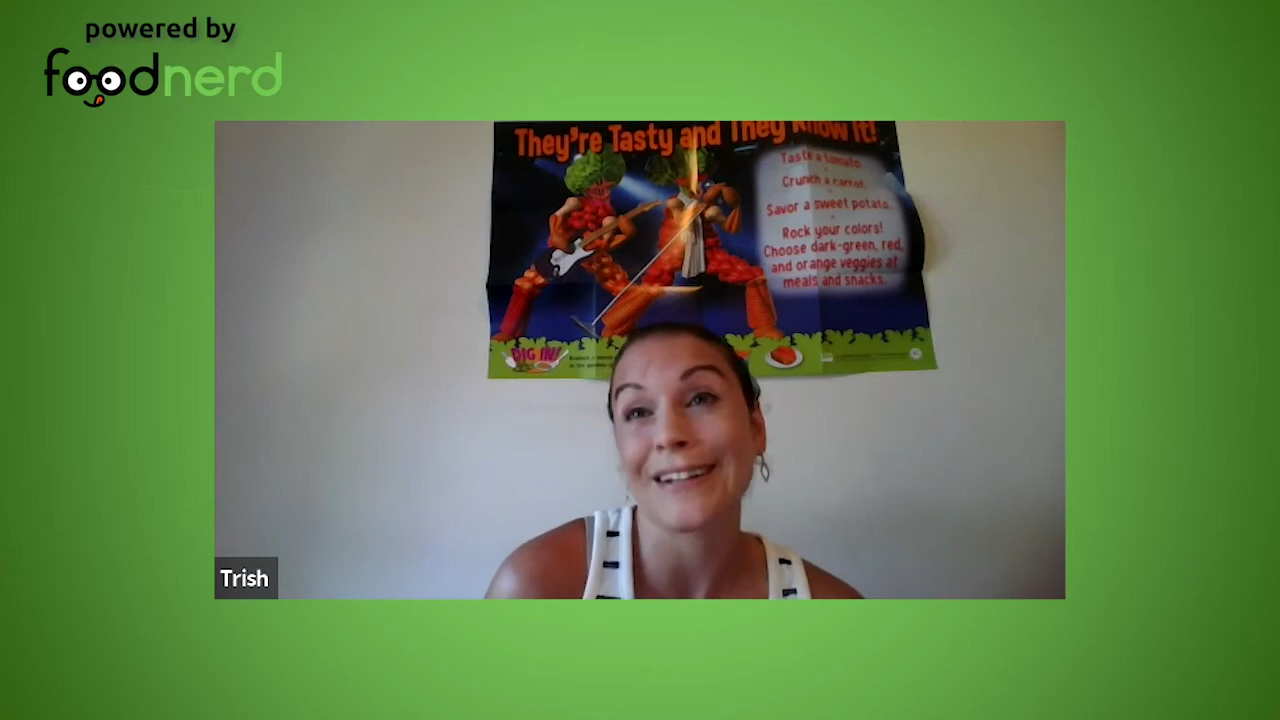 powered by
foodnerd
They're Tasty and They Know It!
Taste a tomato.
Crunch a carrot.
Savor a sweet potato.
Rock your colors!
Choose dark-green, red,
and orange veggies at
meals and snacks.
DIG IN!
Trish